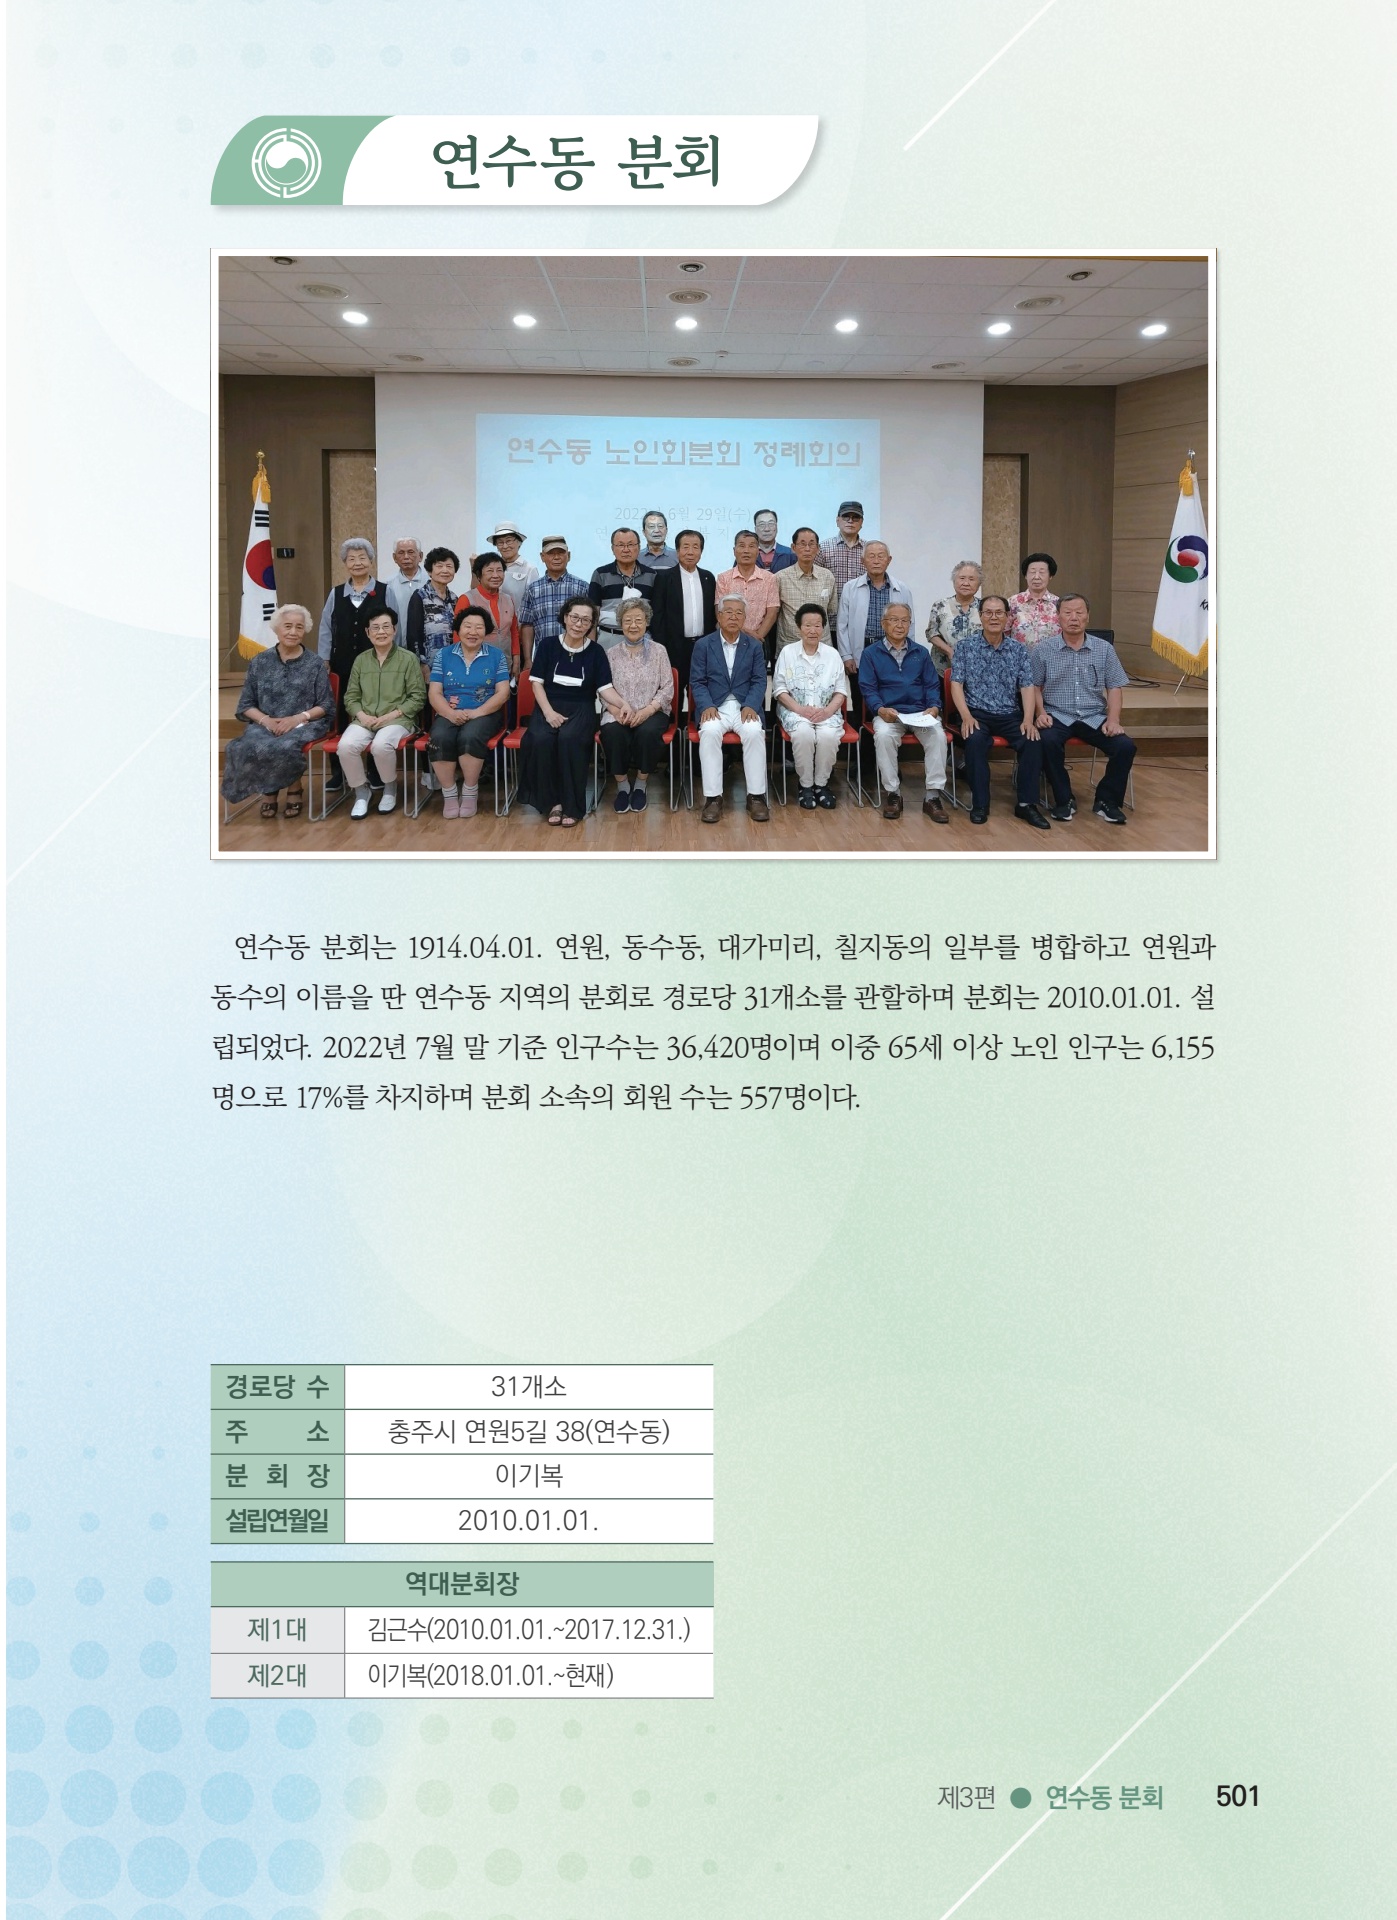 연수동 분회
연수동 노인회분회 정례회의
6월 29일(수)
연수동 분회는 1914.04.01. 연원, 동수동, 대가미리, 칠지동의 일부를 병합하고 연원과
동수의 이름을 딴 연수동 지역의 분회로 경로당 31개소를 관할하며 분회는 2010.01.01. 설
립되었다. 2022년 7월 말 기준 인구수는 36,420명이며 이중 65세 이상 노인 인구는 6,155
명으로 17%를 차지하며 분회 소속의 회원 수는 557명이다.
경로당 수 31개소
주 소 충주시 연원5길 38(연수동)
분 회 장 이기복
설립연월일 2010.01.01.
역대분회장
제1대 김근수(2010.01.01.~2017.12.31.)
제2대 이기복(2018.01.01.~현재)
제3편 ● 연수동 분회 501